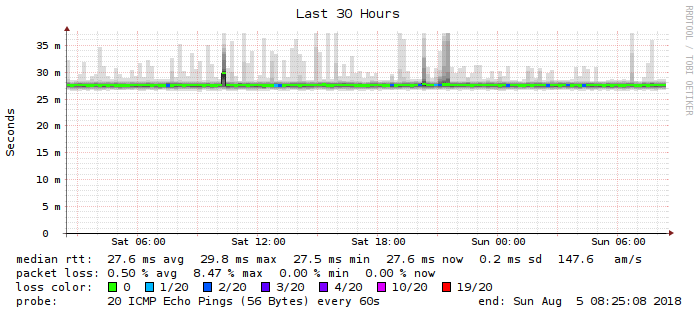 Last 30 Hours
RRDTOOL / TOBI OETIKER
Seconds
35 m
30 m
25 m
20 m
15 m
10 m
5 m
0
Sat 06:00 Sat 12:00 Sat 18:00 Sun 00:00 Sun 06:00
median rtt: 27.6 ms avg 29.8 ms max 27.5 ms min 27.6 ms now 0.2 ms sd 147.6 am/s
packet loss: 0.50 % avg 8.47 % max 0.00 % min 0.00 % now
loss color: 0 1/20 2/20 3/20 4/20 10/20 19/20
probe: 20 ICMP Echo Pings (56 Bytes) every 60s end: Sun Aug 5 08:25:08 2018